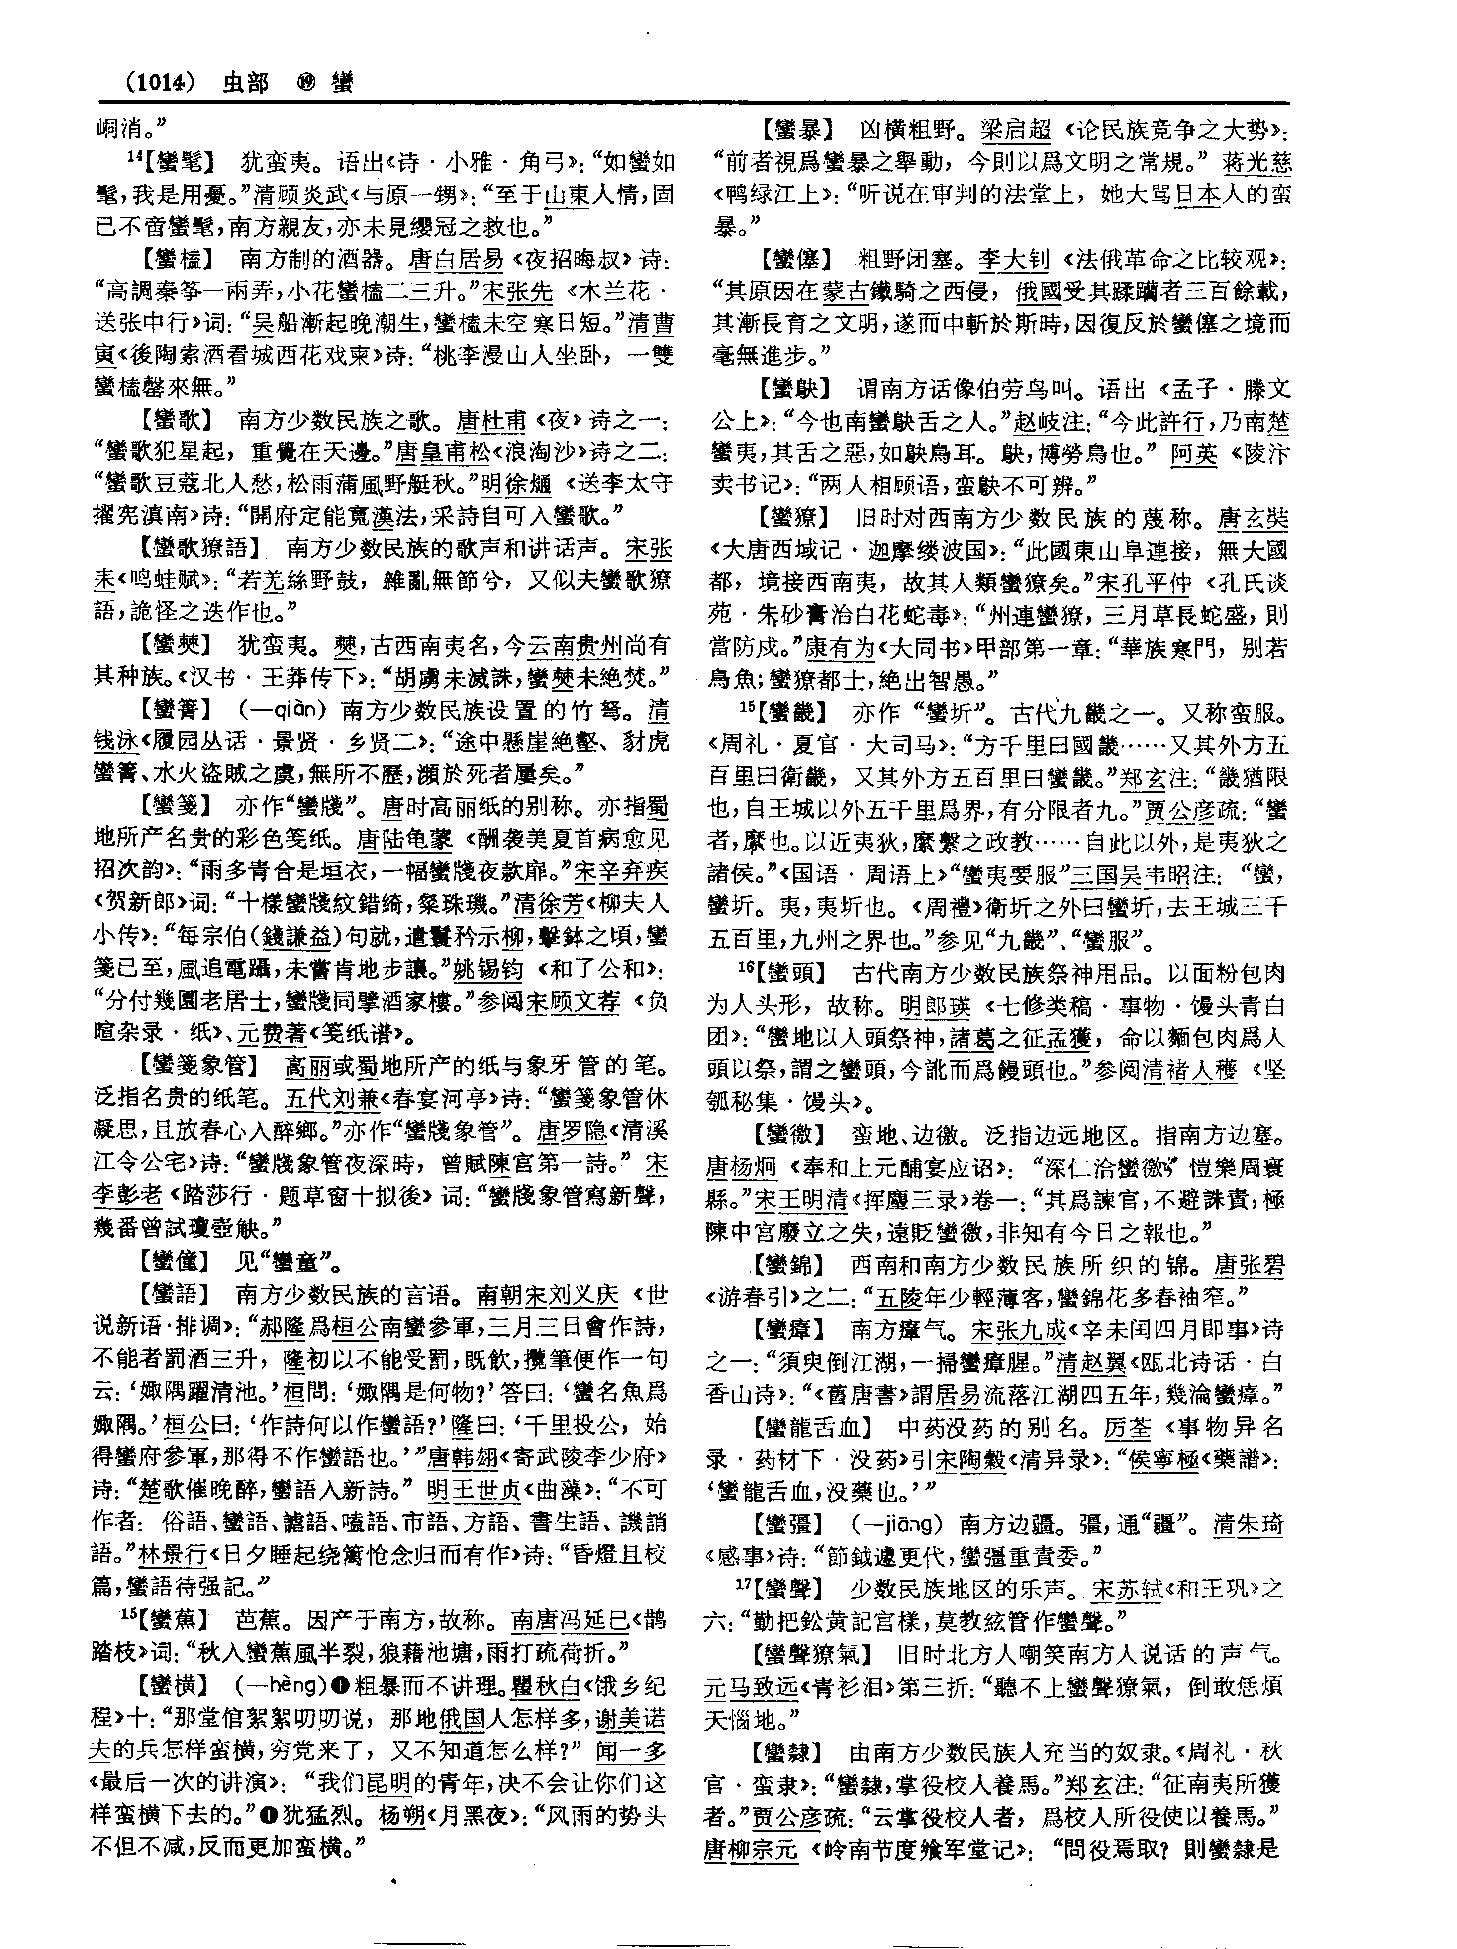 (1014) 虫部 ⑲ 蠻
峒消。”
14【蠻髦】 犹蛮夷。语出《诗·小雅·角弓》：“如蠻如
髦，我是用憂。”清顾炎武《与原一甥》：“至于山東人情，固
已不啻蠻髦，南方親友，亦未見纓冠之救也。”
【蠻榼】 南方制的酒器。唐白居易《夜招晦叔》诗：
“高調秦筝一兩弄，小花蠻榼二三升。”宋张先《木兰花·
送张中行》词：“吴船漸起晚潮生，蠻榼未空寒日短。”清曹
寅《後陶索酒看城西花戏柬》诗：“桃李漫山人坐卧，一雙
蠻榼罄來無。”
【蠻歌】 南方少数民族之歌。唐杜甫《夜》诗之一：
“蠻歌犯星起，重覺在天邊。”唐皇甫松《浪淘沙》诗之二：
“蠻歌豆蔻北人愁，松雨蒲風野艇秋。”明徐熥《送李太守
擢宪滇南》诗：“開府定能寬漢法，采詩自可入蠻歌。”
【蠻歌獠語】 南方少数民族的歌声和讲话声。宋张
耒《鸣蛙赋》：“若羌絲野鼓，雜亂無節兮，又似夫蠻歌獠
語，詭怪之迭作也。”
【蠻僰】 犹蛮夷。僰，古西南夷名，今云南贵州尚有
其种族。《汉书·王莽传下》：“胡虜未滅誅，蠻僰未絶焚。”
【蠻箐】 （—qiàn）南方少数民族设置的竹弩。清
钱泳《履园丛话·景贤·乡贤二》：“途中懸崖絶壑、豺虎
蠻箐、水火盜賊之虞，無所不歷，瀕於死者屢矣。”
【蠻箋】 亦作“蠻牋”。唐时高丽纸的别称。亦指蜀
地所产名贵的彩色笺纸。唐陆龟蒙《酬袭美夏首病愈见
招次韵》：“雨多青合是垣衣，一幅蠻牋夜款扉。”宋辛弃疾
《贺新郎》词：“十樣蠻牋紋錯绮，粲珠璣。”清徐芳《柳夫人
小传》：“每宗伯（錢謙益）句就，遣鬟矜示柳，擊鉢之頃，蠻
箋已至，風追電躡，未嘗肯地步讓。”姚锡钧《和了公和》：
“分付幾園老居士，蠻牋同擘酒家樓。”参阅宋顾文荐《负
暄杂录·纸》、元费著《笺纸谱》。
【蠻箋象管】 高丽或蜀地所产的纸与象牙管的笔。
泛指名贵的纸笔。五代刘兼《春宴河亭》诗：“蠻箋象管休
凝思，且放春心入醉鄉。”亦作“蠻牋象管”。唐罗隐《清溪
江令公宅》诗：“蠻牋象管夜深時，曾賦陳宫第一詩。”宋
李彭老《踏莎行·题草窗十拟後》词：“蠻牋象管寫新聲，
幾番曾試瓊壺觖。”
【蠻僮】 见“蠻童”。
【蠻語】 南方少数民族的言语。南朝宋刘义庆《世
说新语·排调》：“郝隆爲桓公南蠻參軍，三月三日會作詩，
不能者罰酒三升，隆初以不能受罰，既飲，攬筆便作一句
云：‘娵隅躍清池。’桓問：‘娵隅是何物？’答曰：‘蠻名魚爲
娵隅。’桓公曰：‘作詩何以作蠻語？’隆曰：‘千里投公，始
得蠻府參軍，那得不作蠻語也。’”唐韩翃《寄武陵李少府》
诗：“楚歌催晚醉，蠻語入新詩。”明王世贞《曲藻》：“不可
作者：俗語、蠻語、謔語、嗑語、市語、方語、書生語、譏誚
語。”林景行《日夕睡起绕篱怆念归而有作》诗：“昏燈且校
篇，蠻語待强記。”
15【蠻蕉】 芭蕉。因产于南方，故称。南唐冯延巳《鹊
踏枝》词：“秋入蠻蕉風半裂，狼藉池塘，雨打疏荷折。”
【蠻横】 （—hèng）❶粗暴而不讲理。瞿秋白《饿乡纪
程》十：“那堂倌絮絮叨叨说，那地俄国人怎样多，谢美诺
夫的兵怎样蛮横，穷党来了，又不知道怎么样？”闻一多
《最后一次的讲演》：“我们昆明的青年，决不会让你们这
样蛮横下去的。”❶犹猛烈。杨朔《月黑夜》：“风雨的势头
不但不减，反而更加蛮横。”
【蠻暴】 凶横粗野。梁启超《论民族竞争之大势》：
“前者視爲蠻暴之舉動，今則以爲文明之常規。”蒋光慈
《鸭绿江上》：“听说在审判的法堂上，她大骂日本人的蛮
暴。”
【蠻僿】 粗野闭塞。李大钊《法俄革命之比较观》：
“其原因在蒙古鐵騎之西侵，俄國受其蹂躪者三百餘載，
其漸長育之文明，遂而中斬於斯時，因復反於蠻僿之境而
毫無進步。”
【蠻鴃】 谓南方话像伯劳鸟叫。语出《孟子·滕文
公上》：“今也南蠻鴃舌之人。”赵岐注：“今此許行，乃南楚
蠻夷，其舌之惡，如鴃鳥耳。鴃，博勞鳥也。”阿英《陵汴
卖书记》：“两人相顾语，蛮鴃不可辨。”
【蠻獠】 旧时对西南方少数民族的蔑称。唐玄奘
《大唐西域记·迦摩缕波国》：“此國東山阜連接，無大國
都，境接西南夷，故其人類蠻獠矣。”宋孔平仲《孔氏谈
苑·朱砂膏治白花蛇毒》：“州連蠻獠，三月草長蛇盛，則
當防戍。”康有为《大同书》甲部第一章：“華族寒門，别若
鳥魚；蠻獠都士，絶出智愚。”
15【蠻畿】 亦作“蠻圻”。古代九畿之一。又称蛮服。
《周礼·夏官·大司马》：“方千里曰國畿……又其外方五
百里曰衛畿，又其外方五百里曰蠻畿。”郑玄注：“畿猶限
也，自王城以外五千里爲界，有分限者九。”贾公彦疏：“蠻
者，縻也。以近夷狄，縻繫之政教……自此以外，是夷狄之
諸侯。”《国语·周语上》“蠻夷要服”三国吴韦昭注：“蠻，
蠻圻。夷，夷圻也。《周禮》衛圻之外曰蠻圻，去王城三千
五百里，九州之界也。”参见“九畿”、“蠻服”。
16【蠻頭】 古代南方少数民族祭神用品。以面粉包肉
为人头形，故称。明郎瑛《七修类稿·事物·馒头青白
团》：“蠻地以人頭祭神，諸葛之征孟獲，命以麵包肉爲人
頭以祭，謂之蠻頭，今訛而爲饅頭也。”参阅清褚人穫《坚
瓠秘集·馒头》。
【蠻徼】 蛮地、边徼。泛指边远地区。指南方边塞。
唐杨炯《奉和上元酺宴应诏》：“深仁洽蠻徼，愷樂周寰
縣。”宋王明清《挥麈三录》卷一：“其爲諫官，不避誅責；極
陳中宫廢立之失，遠貶蠻徼，非知有今日之報也。”
【蠻錦】 西南和南方少数民族所织的锦。唐张碧
《游春引》之二：“五陵年少輕薄客，蠻錦花多春袖窄。”
【蠻瘴】 南方瘴气。宋张九成《辛未闰四月即事》诗
之一：“須臾倒江湖，一掃蠻瘴腥。”清赵翼《瓯北诗话·白
香山诗》：“《舊唐書》謂居易流落江湖四五年，幾淪蠻瘴。”
【蠻龍舌血】 中药没药的别名。厉荃《事物异名
录·药材下·没药》引宋陶穀《清异录》：“侯寧極《藥譜》：
‘蠻龍舌血，没藥也。’”
【蠻彊】 （—jiāng）南方边疆。彊，通“疆”。清朱琦
《感事》诗：“節鉞遽更代，蠻彊重責委。”
17【蠻聲】 少数民族地区的乐声。宋苏轼《和王巩》之
六：“勤把鈆黄記宫樣，莫教絃管作蠻聲。”
【蠻聲獠氣】 旧时北方人嘲笑南方人说话的声气。
元马致远《青衫泪》第三折：“聽不上蠻聲獠氣，倒敢恁煩
天惱地。”
【蠻隸】 由南方少数民族人充当的奴隶。《周礼·秋
官·蛮隶》：“蠻隸，掌役校人養馬。”郑玄注：“征南夷所獲
者。”贾公彦疏：“云掌役校人者，爲校人所役使以養馬。”
唐柳宗元《岭南节度飨军堂记》：“問役焉取？則蠻隸是